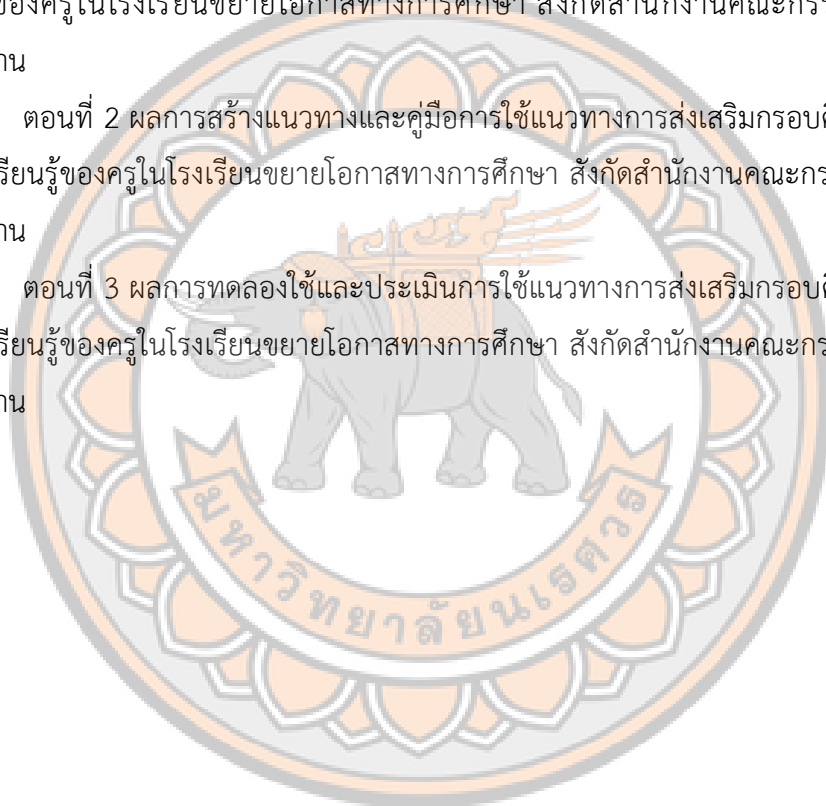 ของครูในโรงเรียนขยายโอกาสทางการศึกษา สังกัดสำนักงานคณะกร
าน
ตอนที่ 2 ผลการสร้างแนวทางและคู่มือการใช้แนวทางการส่งเสริมกรอบค
รียนรู้ของครูในโรงเรียนขยายโอกาสทางการศึกษา สังกัดสำนักงานคณะกร
าน
ตอนที่ 3 ผลการทดลองใช้และประเมินการใช้แนวทางการส่งเสริมกรอบค
รียนรู้ของครูในโรงเรียนขยายโอกาสทางการศึกษา สังกัดสำนักงานคณะกร
าน
มหาวิทยาลัยนเรศวร